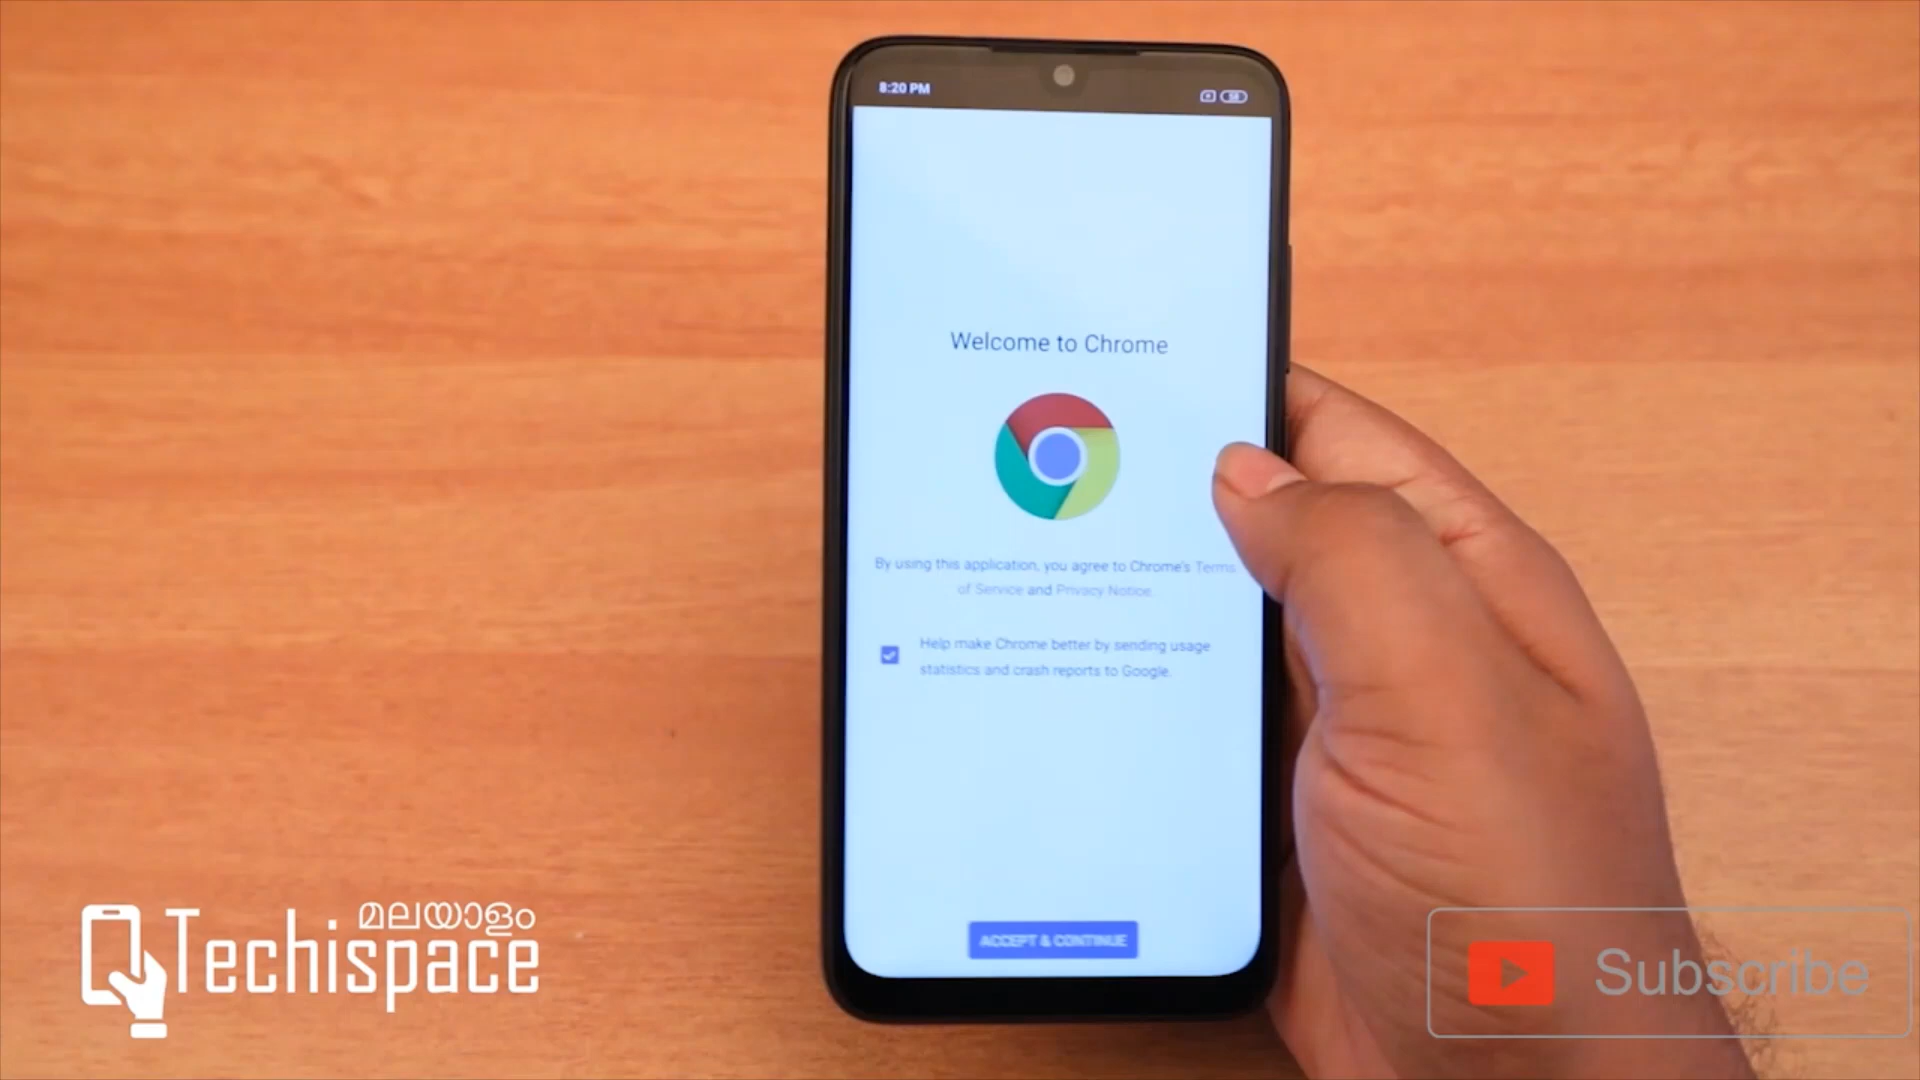 8:20 PM
58
Welcome to Chrome
By using this application, you agree to Chrome's Terms
of Service and Privacy Notice.
Help make Chrome better by sending usage
statistics and crash reports to Google.
ACCEPT & CONTINUE
മലയാളം
Techispace
Subscribe